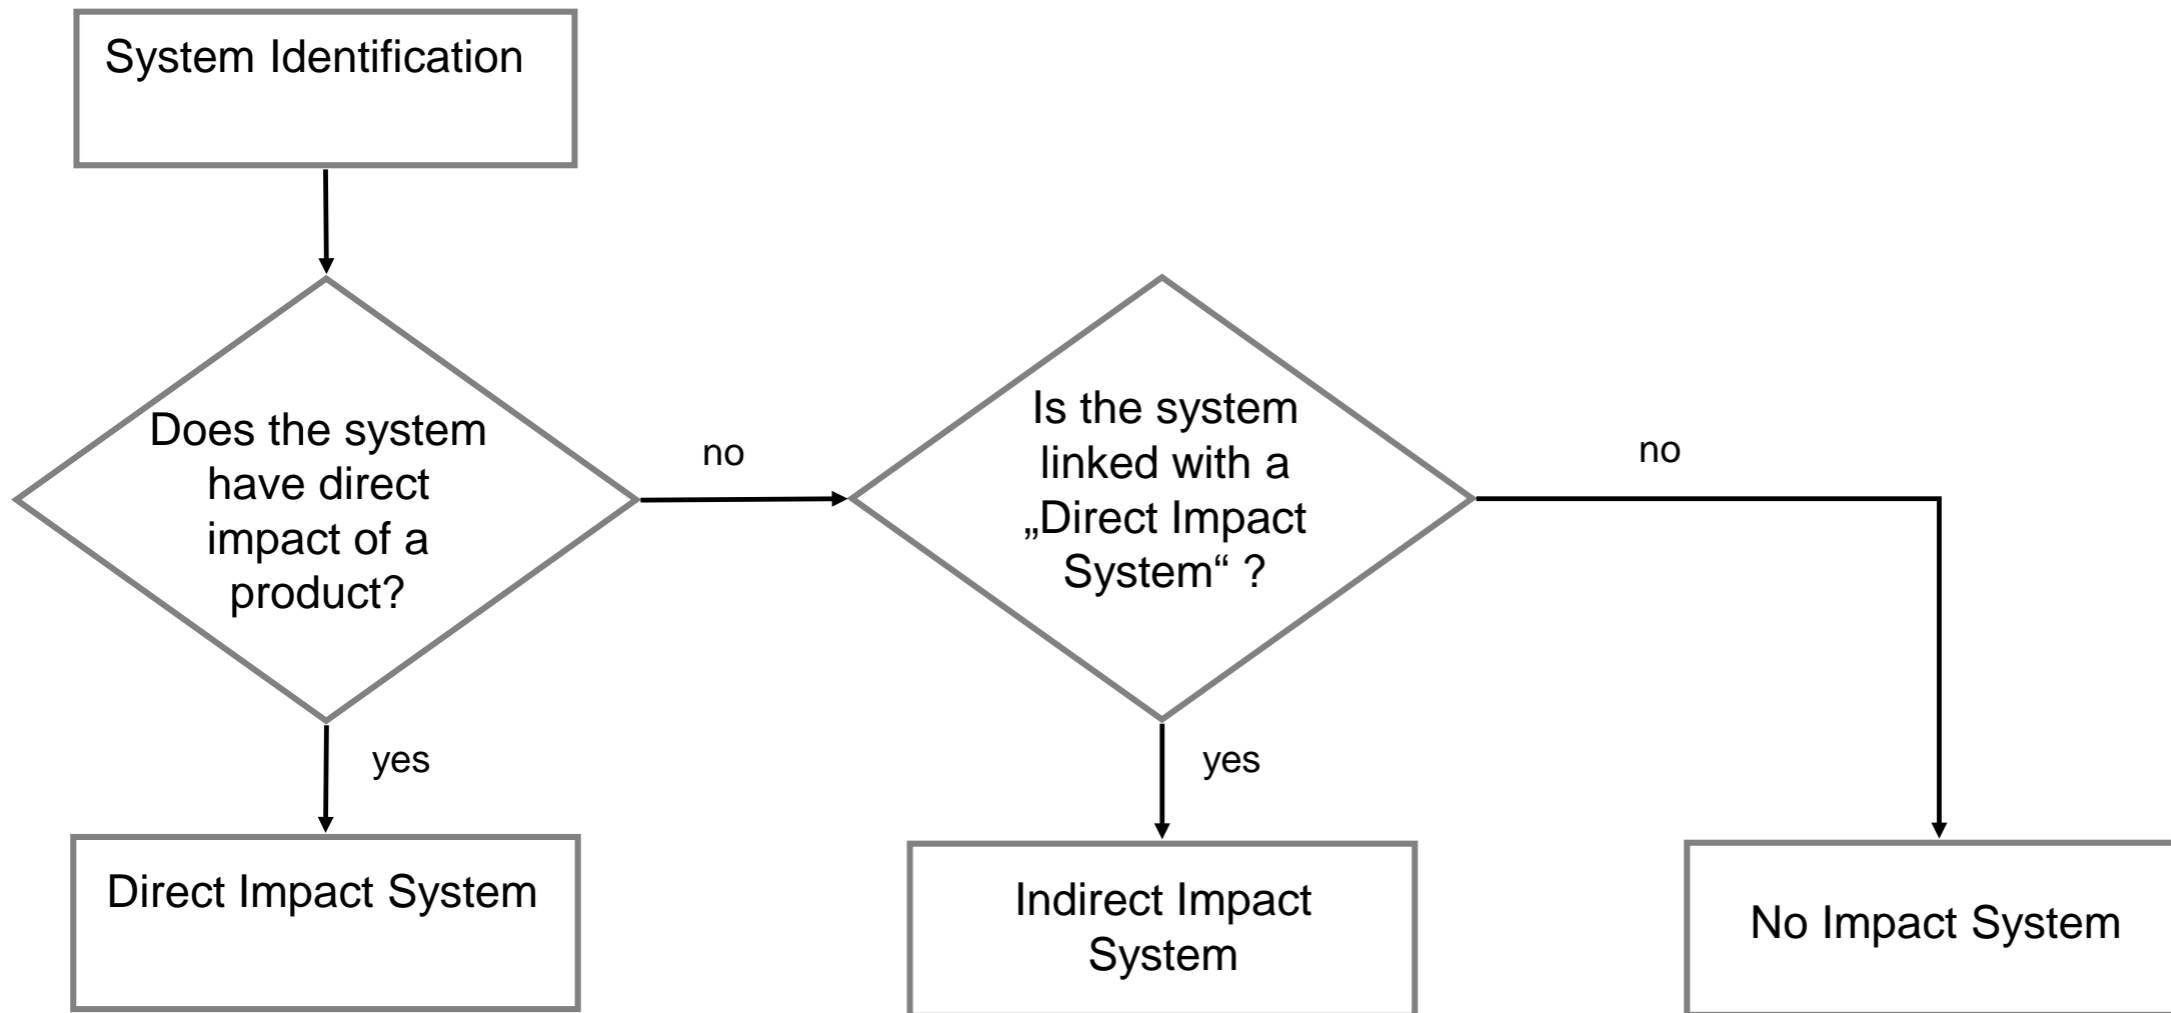 System Identification
Does the system
have direct
impact of a
product?
no
Is the system
linked with a
„Direct Impact
System“ ?
no
yes
yes
Direct Impact System
Indirect Impact
System
No Impact System